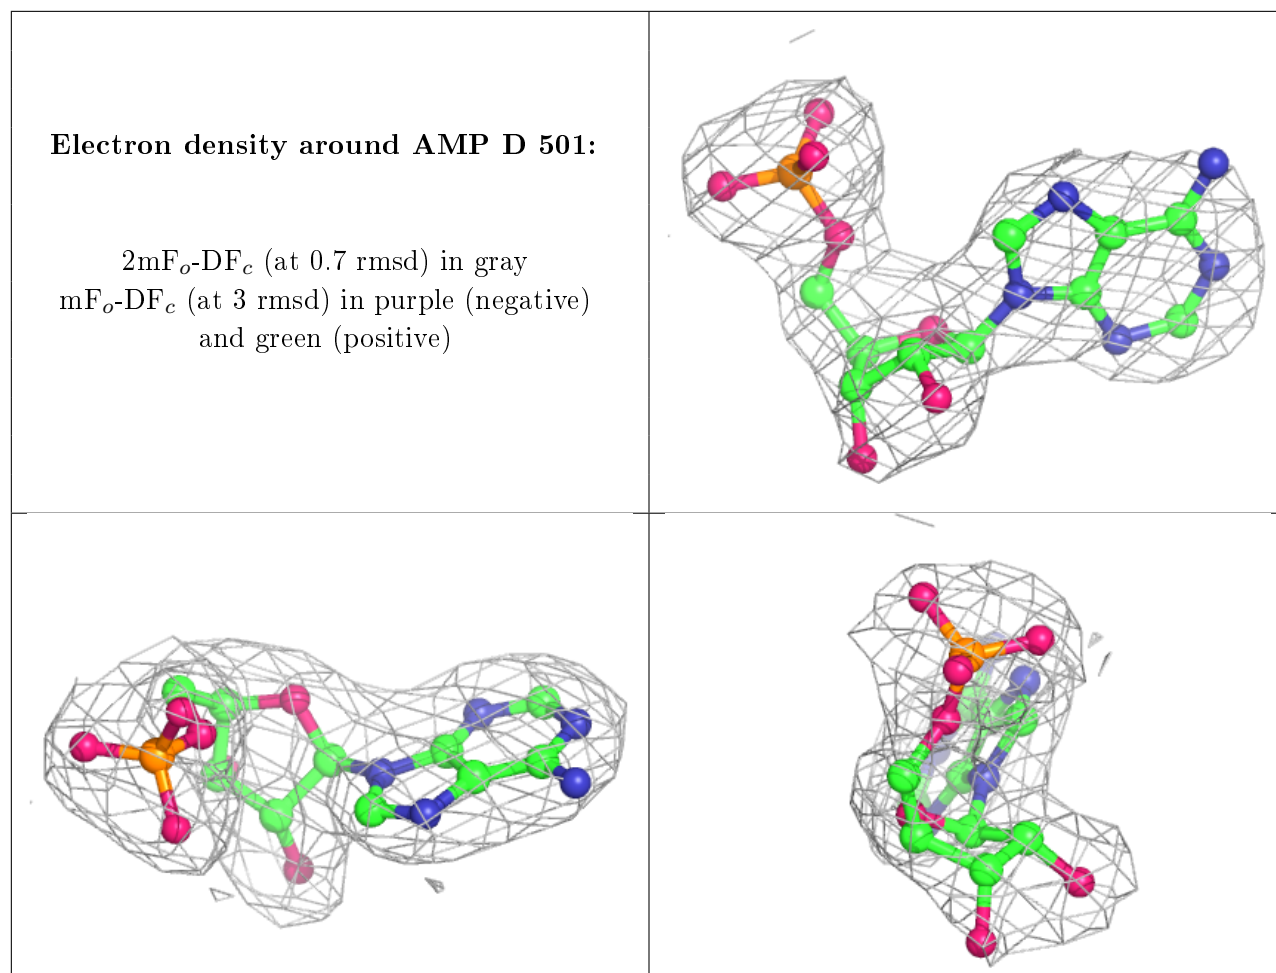 Electron density around AMP D 501:
2mFo-DFc (at 0.7 rmsd) in gray
mFo-DFc (at 3 rmsd) in purple (negative)
and green (positive)